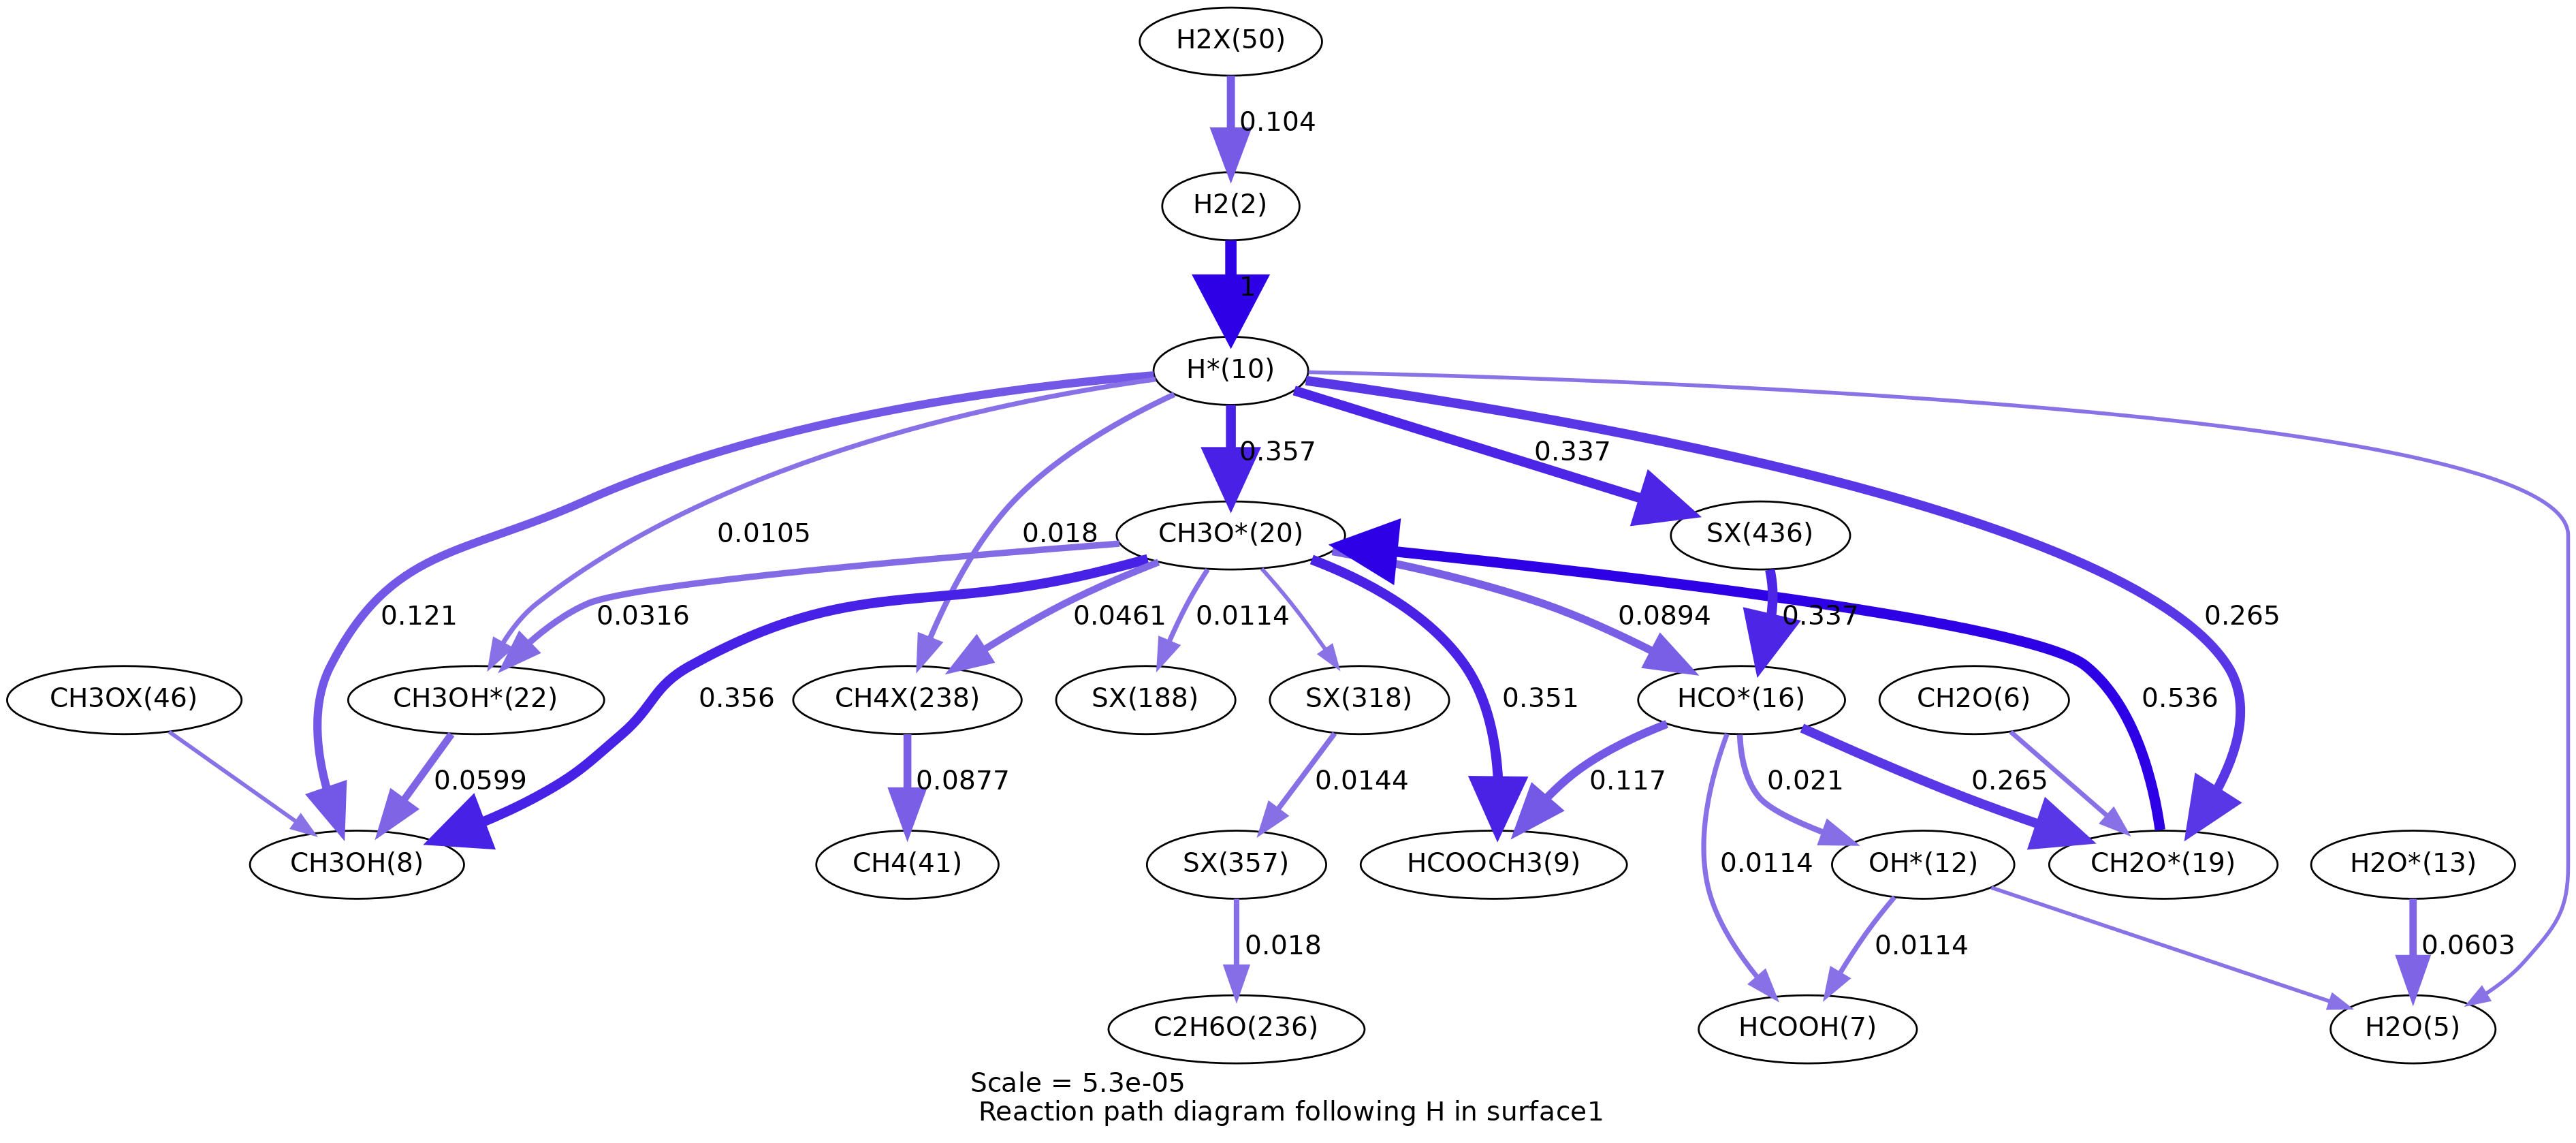 H2X(50)
0.104
H2(2)
1
H*(10)
0.357
0.337
0.0105
0.018
CH3O*(20)
SX(436)
0.121
0.0316
0.0461
0.0114
0.0894
0.337
0.265
CH3OX(46)
CH3OH*(22)
0.356
CH4X(238)
SX(188)
SX(318)
0.351
HCO*(16)
CH2O(6)
0.536
0.0599
0.0877
0.0144
0.117
0.021
0.265
CH3OH(8)
CH4(41)
SX(357)
HCOOCH3(9)
0.0114
OH*(12)
CH2O*(19)
H2O*(13)
0.018
0.0114
0.0603
C2H6O(236)
HCOOH(7)
H2O(5)
Scale = 5.3e-05
Reaction path diagram following H in surface1